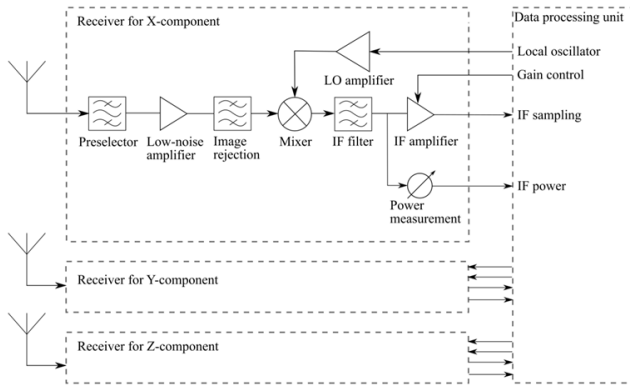 Receiver for X-component
Data processing unit
Local oscillator
LO amplifier
Gain control
IF sampling
Preselector
Low-noise
amplifier
Image
rejection
Mixer
IF filter
IF amplifier
IF power
Power
measurement
Receiver for Y-component
Receiver for Z-component